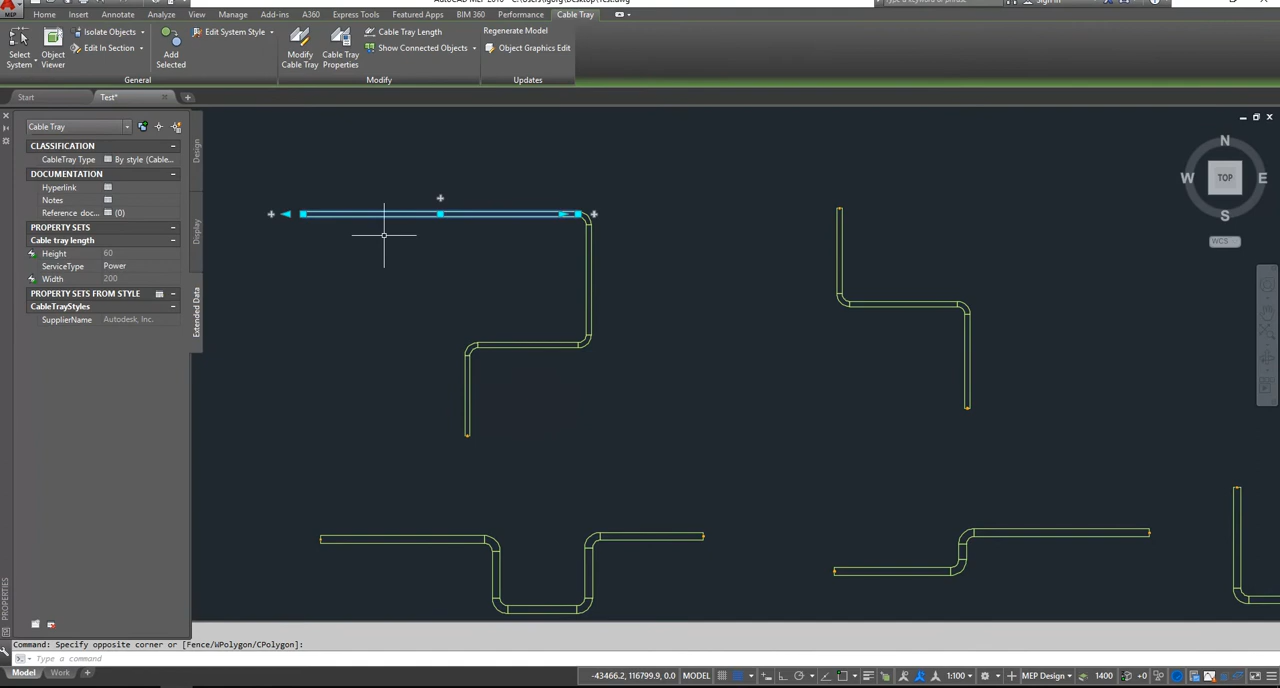 MEP
Home Insert Annotate Analyze View Manage Add-ins A360 Express Tools Featured Apps BIM 360 Performance Cable Tray
Select System
Object Viewer
Isolate Objects
Edit In Section
Add Selected
Edit System Style
General
Modify Cable Tray
Cable Tray Properties
Cable Tray Length
Show Connected Objects
Modify
Regenerate Model
Object Graphics Edit
Updates
Start Test* +
Cable Tray
CLASSIFICATION
CableTray Type By style (Cable...
DOCUMENTATION
Hyperlink
Notes
Reference doc... (0)
PROPERTY SETS
Cable tray length
Height 60
ServiceType Power
Width 200
PROPERTY SETS FROM STYLE
CableTrayStyles
SupplierName Autodesk, Inc.
Design
Display
Extended Data
PROPERTIES
N
W TOP E
S
WCS
Command: Specify opposite corner or [Fence/WPolygon/CPolygon]:
Type a command
Model Work +
-43466.2, 116799.9, 0.0 MODEL 1:100 MEP Design 1400 +0